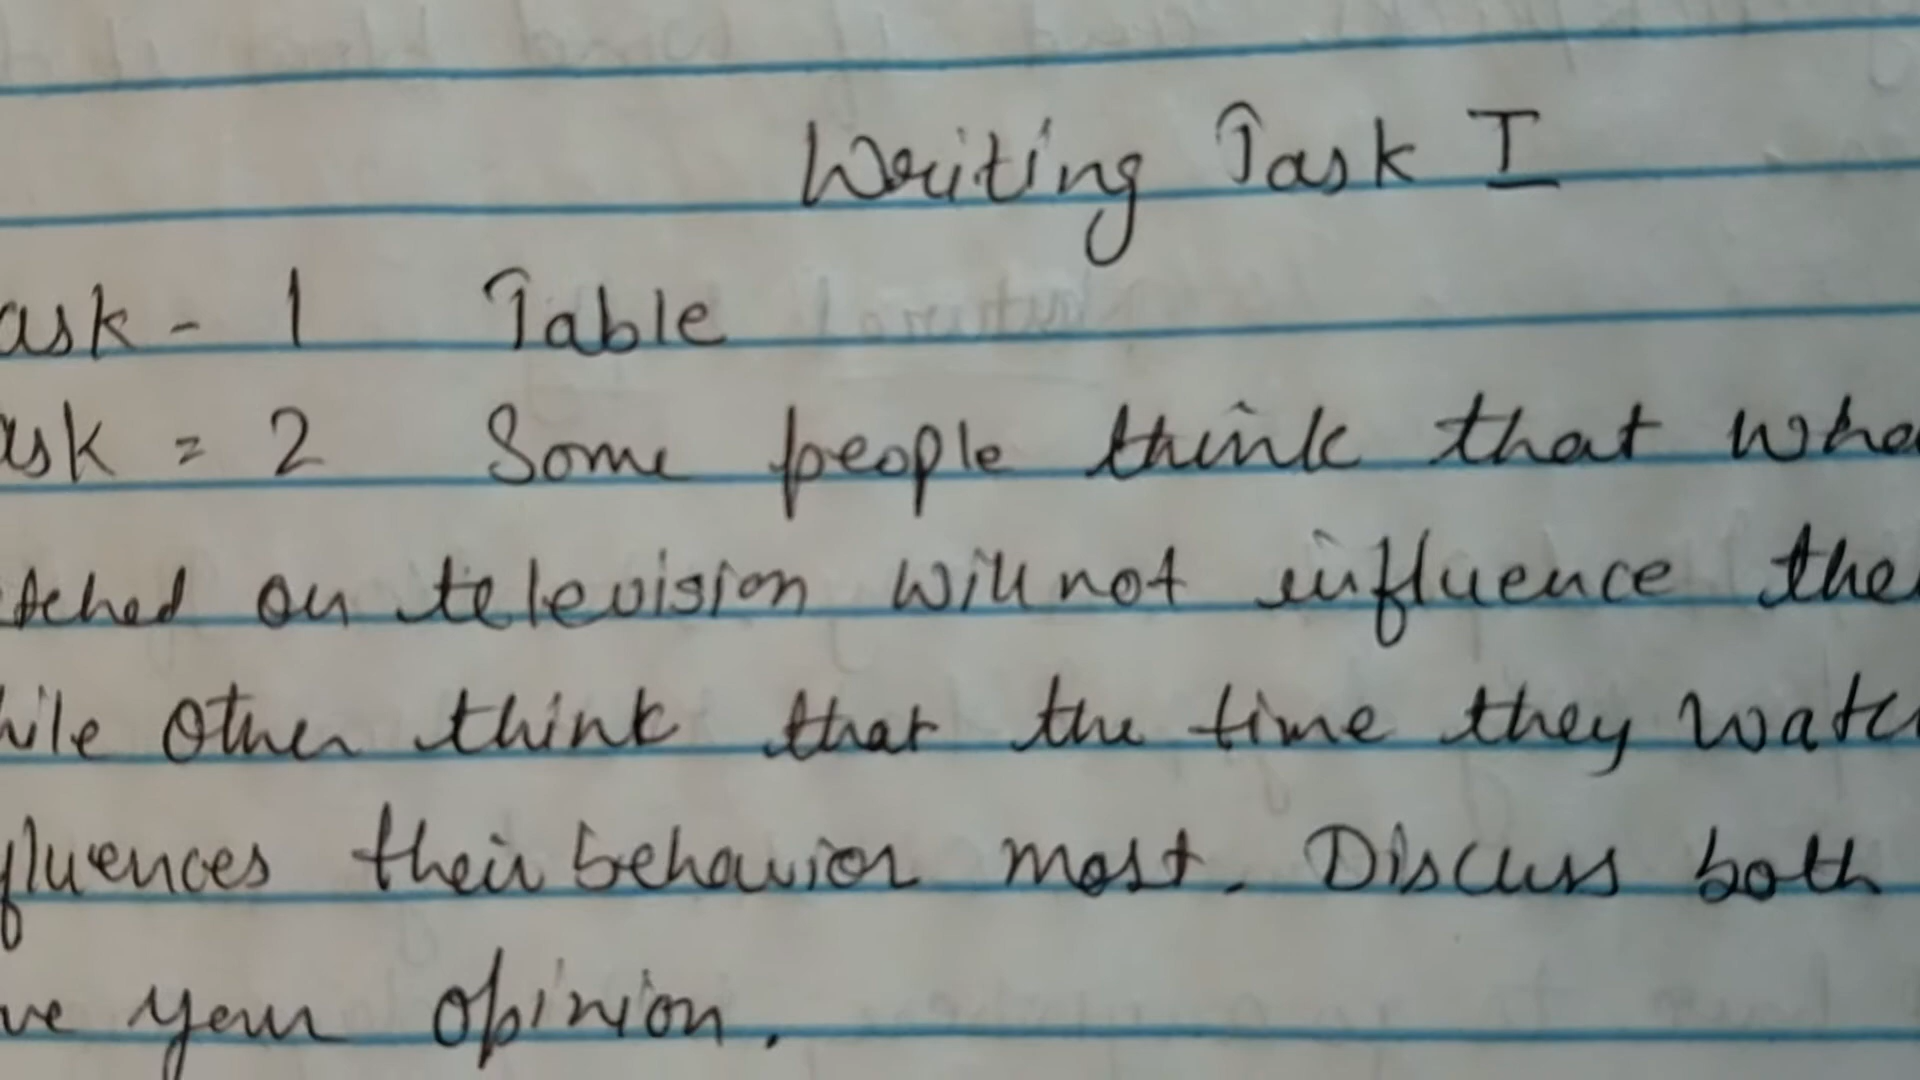 Writing Task I
ask - 1 Table
ask = 2 Some people think that wha
tched on television will not influence the
hile other think that the time they watc
fluences their behavior most. Discuss both
ve your opinion.